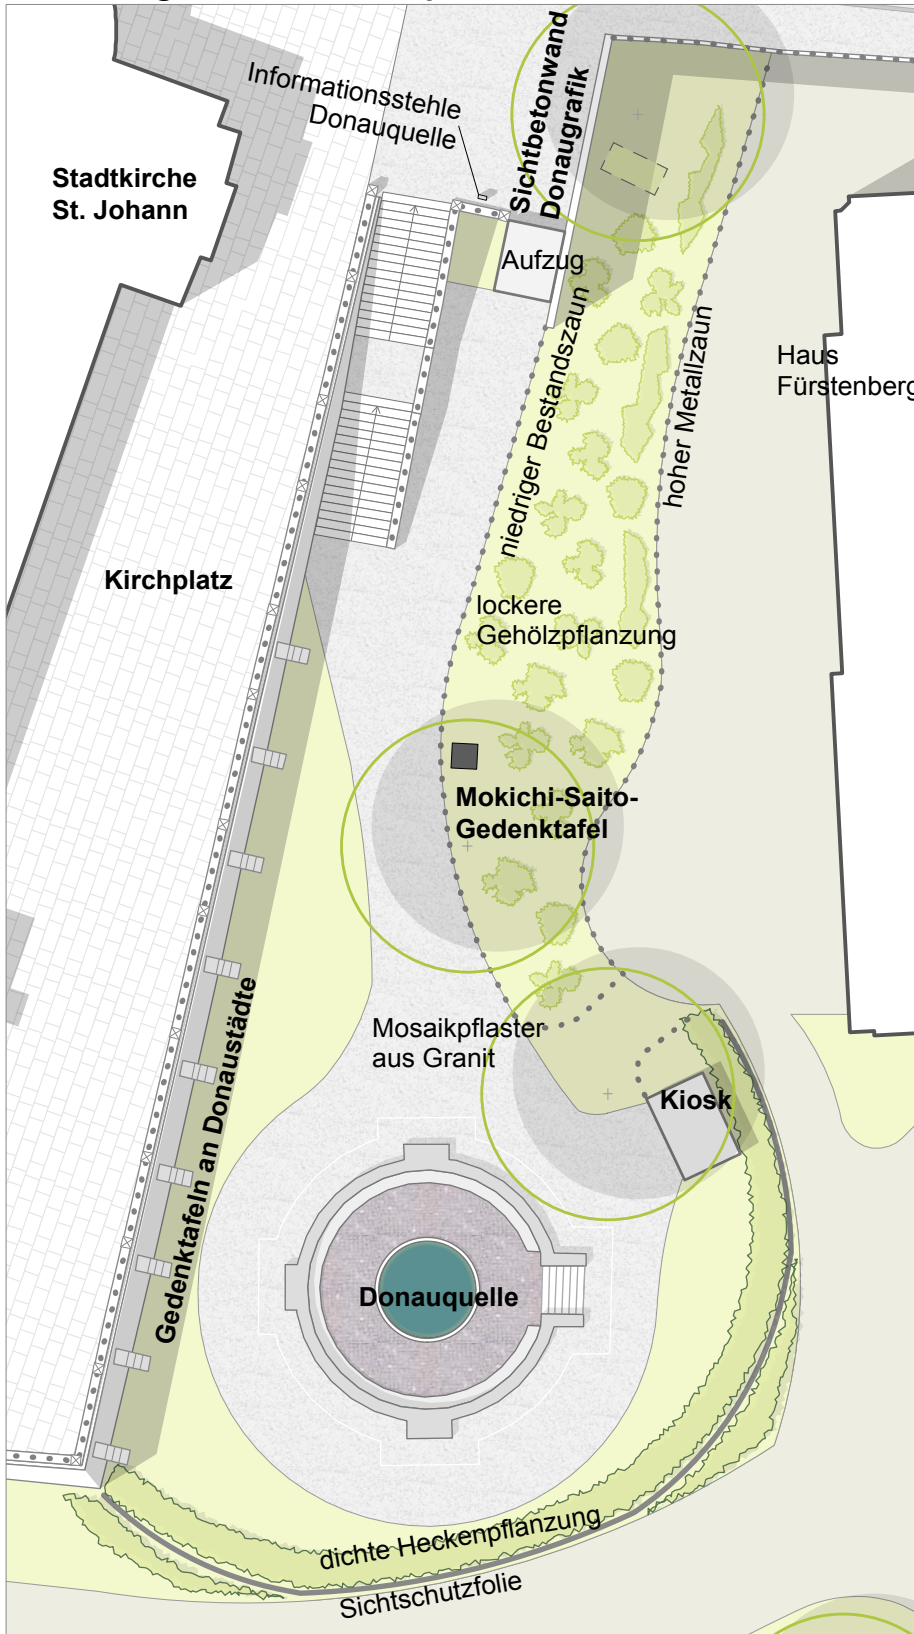 Informationsstehle
Donauquelle
Sichtbetonwand
Donaugrafik
Stadtkirche
St. Johann
Aufzug
niedriger Bestandszaun
hoher Metallzaun
Haus
Fürstenberg
Kirchplatz
lockere
Gehölzpflanzung
Mokichi-Saito-
Gedenktafel
Gedenktafeln an Donaustädte
Mosaikpflaster
aus Granit
Kiosk
Donauquelle
dichte Heckenpflanzung
Sichtschutzfolie